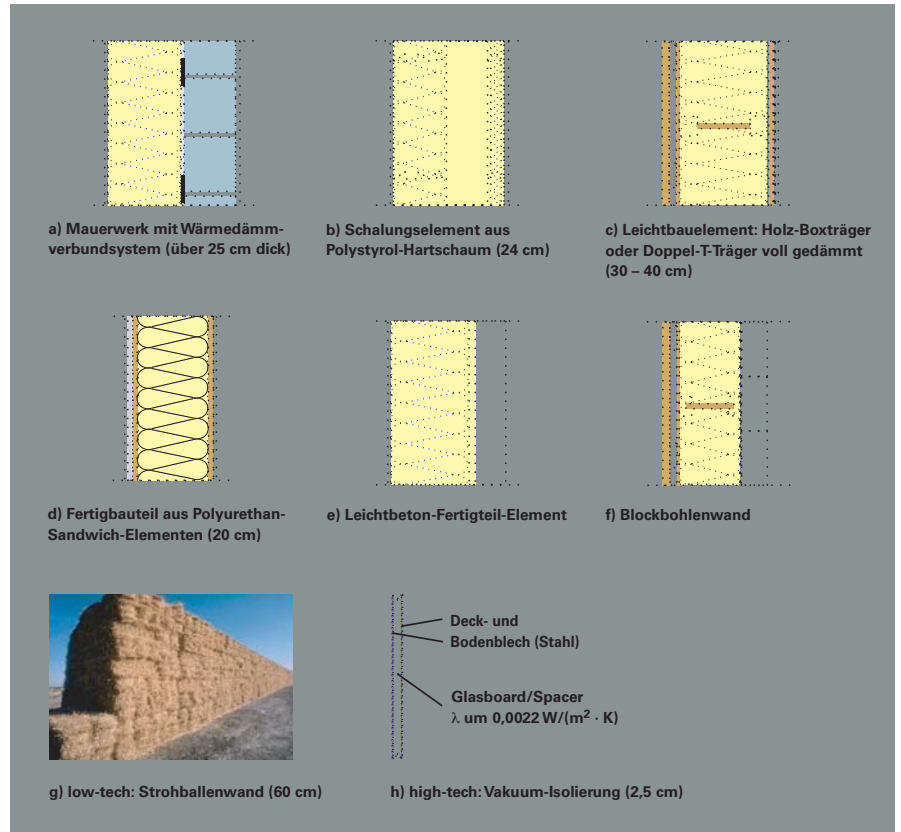 a) Mauerwerk mit Wärmedämm-
verbundsystem (über 25 cm dick)
b) Schalungselement aus
Polystyrol-Hartschaum (24 cm)
c) Leichtbauelement: Holz-Boxträger
oder Doppel-T-Träger voll gedämmt
(30 – 40 cm)
d) Fertigbauteil aus Polyurethan-
Sandwich-Elementen (20 cm)
e) Leichtbeton-Fertigteil-Element
f) Blockbohlenwand
Deck- und
Bodenblech (Stahl)
Glasboard/Spacer
λ um 0,0022 W/(m² · K)
g) low-tech: Strohballenwand (60 cm)
h) high-tech: Vakuum-Isolierung (2,5 cm)